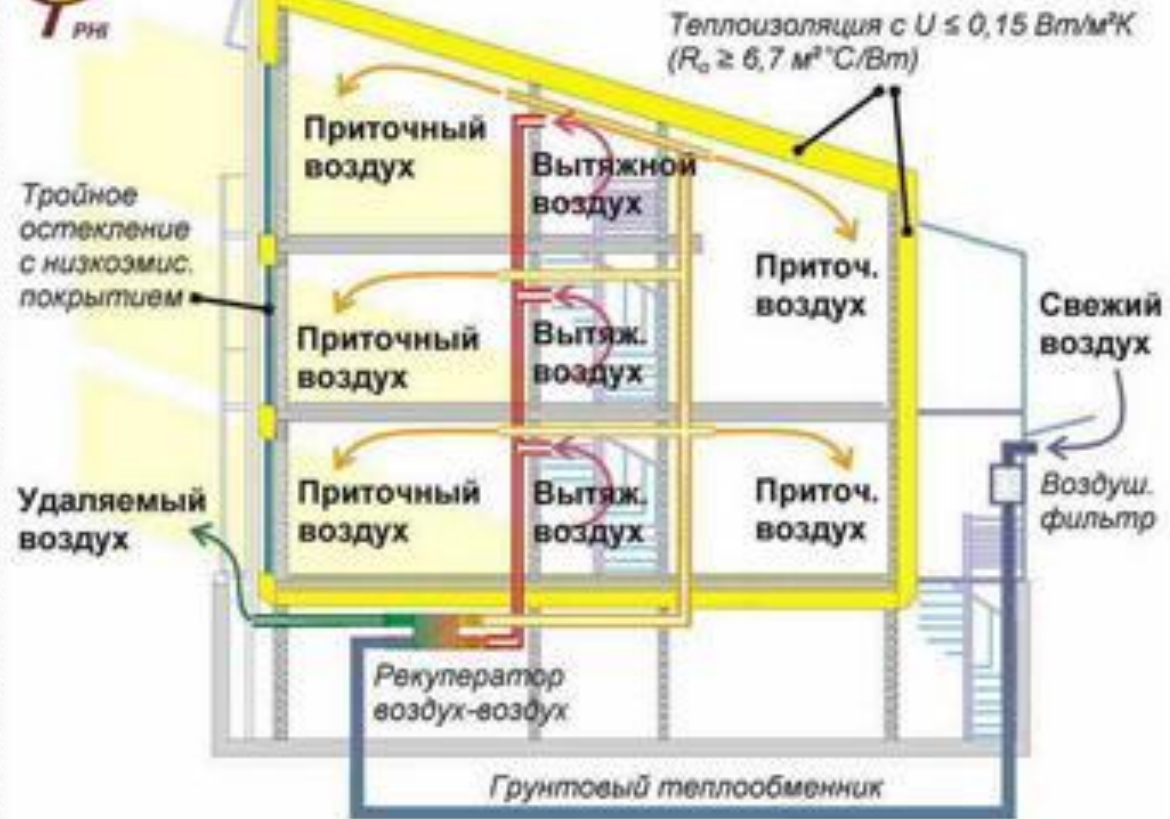 PHI
Теплоизоляция с U ≤ 0,15 Вт/м²К
(Rₒ ≥ 6,7 м²°С/Вт)
Приточный
воздух
Вытяжной
воздух
Тройное
остекление
с низкоэмис.
покрытием
Приточ.
воздух
Свежий
воздух
Приточный
воздух
Вытяж.
воздух
Удаляемый
воздух
Приточный
воздух
Вытяж.
воздух
Приточ.
воздух
Воздуш.
фильтр
Рекуператор
воздух-воздух
Грунтовый теплообменник